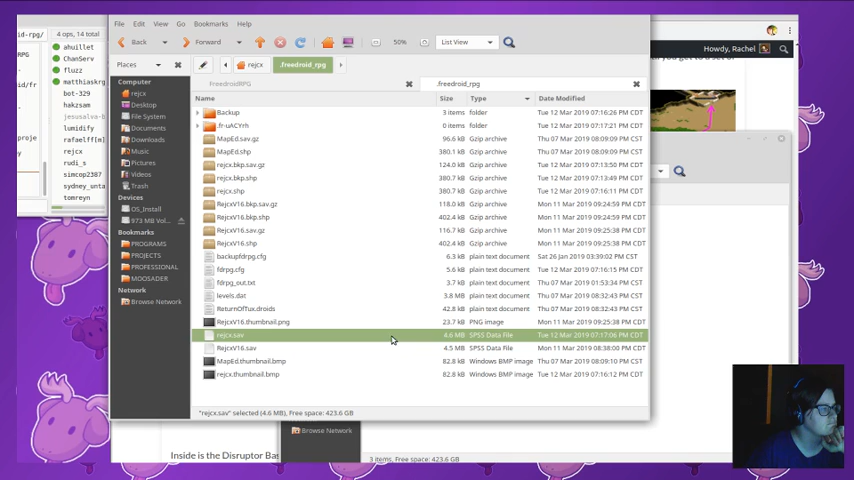 id-rpg/
4 ops, 14 total
File Edit View Go Bookmarks Help
Howdy, Rachel
ahuillet
ChanServ
fluzz
matthiaskrg
bot-329
hakzsam
jesusalva-b
lumidify
rafaelff[m]
rejcx
rudi_s
simcop2387
sydney_unta
tomreyn
Back Forward 50% List View
Places rejcx .freedroid_rpg
FreedroidRPG .freedroid_rpg
Computer
rejcx
Desktop
File System
Documents
Downloads
Music
Pictures
Videos
Trash
Devices
OS_Install
973 MB Vol...
Bookmarks
PROGRAMS
PROJECTS
PROFESSIONAL
MOOSADER
Network
Browse Network
Name Size Type Date Modified
Backup 3 items folder Tue 12 Mar 2019 07:16:26 PM CDT
.fr-uACYrh 0 items folder Tue 12 Mar 2019 07:17:21 PM CDT
MapEd.sav.gz 96.6 kB Gzip archive Thu 07 Mar 2019 08:09:09 PM CST
MapEd.shp 380.1 kB Gzip archive Thu 07 Mar 2019 08:09:09 PM CST
rejcx.bkp.sav.gz 124.0 kB Gzip archive Tue 12 Mar 2019 07:13:50 PM CDT
rejcx.bkp.shp 380.7 kB Gzip archive Tue 12 Mar 2019 07:13:49 PM CDT
rejcx.shp 380.7 kB Gzip archive Tue 12 Mar 2019 07:16:11 PM CDT
RejcxV16.bkp.sav.gz 118.0 kB Gzip archive Mon 11 Mar 2019 09:24:59 PM CDT
RejcxV16.bkp.shp 402.4 kB Gzip archive Mon 11 Mar 2019 09:24:59 PM CDT
RejcxV16.sav.gz 116.7 kB Gzip archive Mon 11 Mar 2019 09:25:38 PM CDT
RejcxV16.shp 402.4 kB Gzip archive Mon 11 Mar 2019 09:25:38 PM CDT
backupfdrpg.cfg 6.3 kB plain text document Sat 26 Jan 2019 03:39:02 PM CST
fdrpg.cfg 5.6 kB plain text document Tue 12 Mar 2019 07:16:15 PM CDT
fdrpg_out.txt 3.7 kB plain text document Thu 07 Mar 2019 01:53:34 PM CST
levels.dat 3.8 MB plain text document Thu 07 Mar 2019 08:32:43 PM CST
ReturnOfTux.droids 42.8 kB plain text document Thu 07 Mar 2019 08:32:43 PM CST
RejcxV16.thumbnail.png 23.7 kB PNG image Mon 11 Mar 2019 09:25:38 PM CDT
rejcx.sav 4.6 MB SPSS Data File Tue 12 Mar 2019 07:17:06 PM CDT
RejcxV16.sav 4.5 MB SPSS Data File Mon 11 Mar 2019 08:38:00 PM CDT
MapEd.thumbnail.bmp 82.8 kB Windows BMP image Thu 07 Mar 2019 08:09:10 PM CST
rejcx.thumbnail.bmp 82.8 kB Windows BMP image Tue 12 Mar 2019 07:16:12 PM CDT
"rejcx.sav" selected (4.6 MB), Free space: 423.6 GB
Browse Network
Inside is the Disruptor Bas
3 items, Free space: 423.6 GB